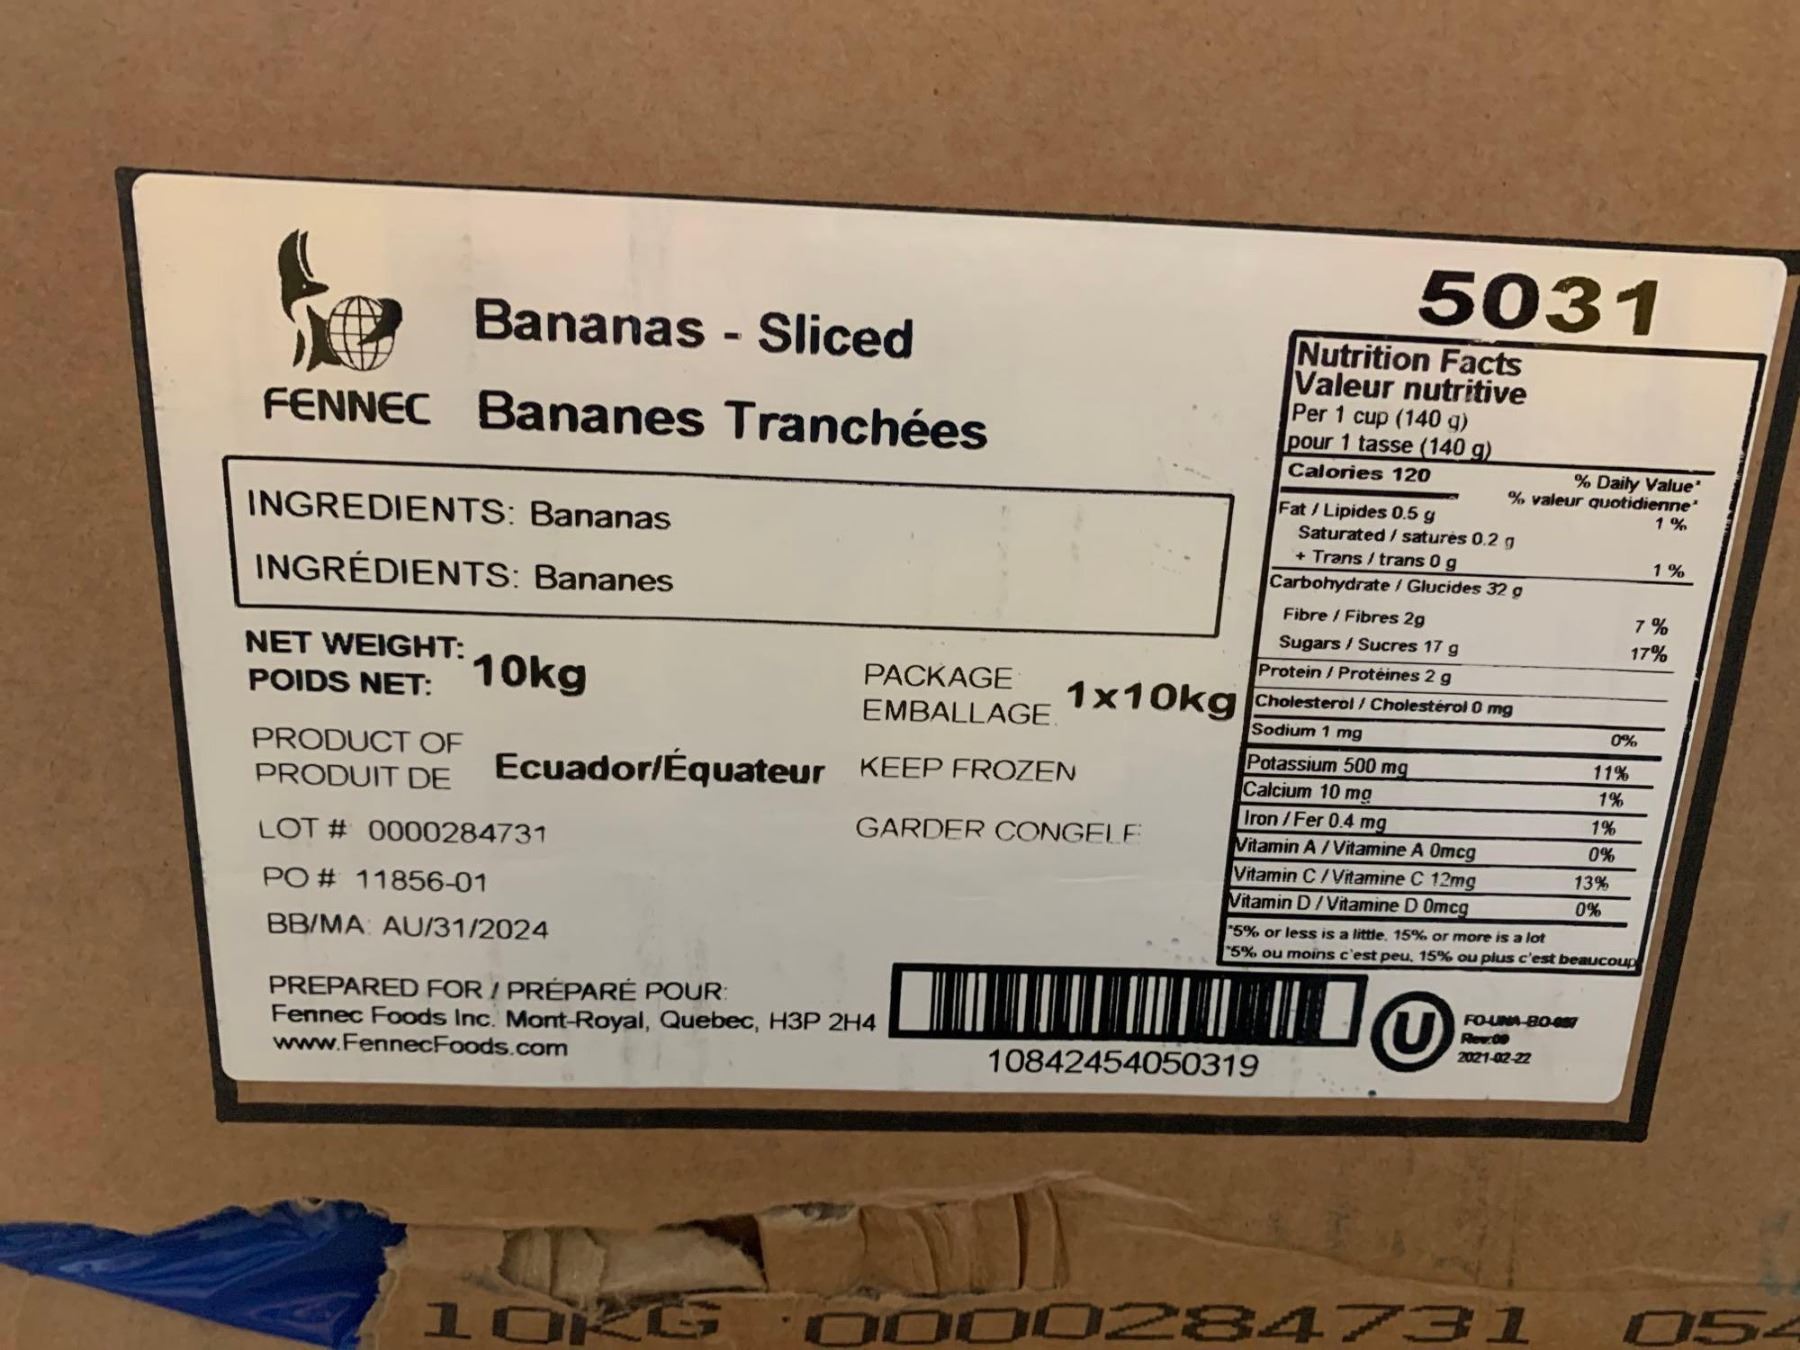 5031
FENNEC
Bananas - Sliced
Bananes Tranchées
INGREDIENTS: Bananas
INGRÉDIENTS: Bananes
NET WEIGHT:
POIDS NET:
10kg
PACKAGE
EMBALLAGE
1x10kg
PRODUCT OF
PRODUIT DE
Ecuador/Équateur
KEEP FROZEN
GARDER CONGELE
LOT # 0000284731
PO # 11856-01
BB/MA: AU/31/2024
PREPARED FOR / PRÉPARÉ POUR:
Fennec Foods Inc. Mont-Royal, Quebec, H3P 2H4
www.FennecFoods.com
10842454050319
Nutrition Facts
Valeur nutritive
Per 1 cup (140 g)
pour 1 tasse (140 g)
Calories 120
% Daily Value*
% valeur quotidienne*
Fat / Lipides 0.5 g 1 %
Saturated / saturés 0.2 g
+ Trans / trans 0 g 1 %
Carbohydrate / Glucides 32 g
Fibre / Fibres 2g 7 %
Sugars / Sucres 17 g 17%
Protein / Protéines 2 g
Cholesterol / Cholestérol 0 mg
Sodium 1 mg 0%
Potassium 500 mg 11%
Calcium 10 mg 1%
Iron / Fer 0.4 mg 1%
Vitamin A / Vitamine A 0mcg 0%
Vitamin C / Vitamine C 12mg 13%
Vitamin D / Vitamine D 0mcg 0%
*5% or less is a little, 15% or more is a lot
*5% ou moins c'est peu, 15% ou plus c'est beaucoup
U
Rev:00
2021-02-22
10KG 0000284731 054